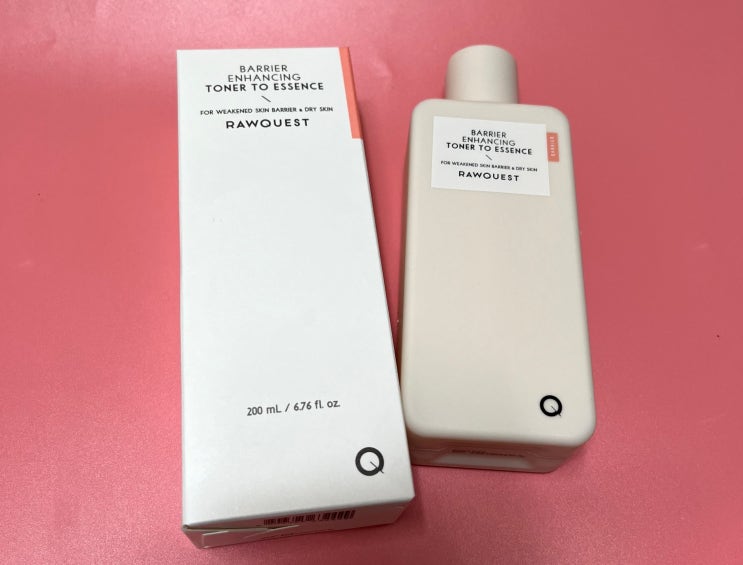 BARRIER
ENHANCING
TONER TO ESSENCE
FOR WEAKENED SKIN BARRIER & DRY SKIN
RAWQUEST
200 mL / 6.76 fl. oz.
Q
BARRIER
ENHANCING
TONER TO ESSENCE
BARRIER
FOR WEAKENED SKIN BARRIER & DRY SKIN
RAWQUEST
Q